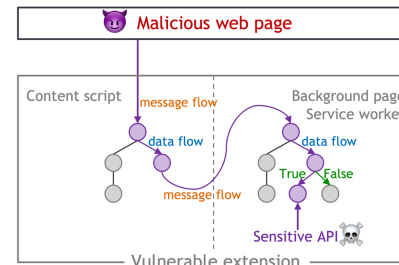 Malicious web page
Content script
Background page
Service worke
message flow
data flow
data flow
True
False
message flow
Sensitive API
Vulnerable extension